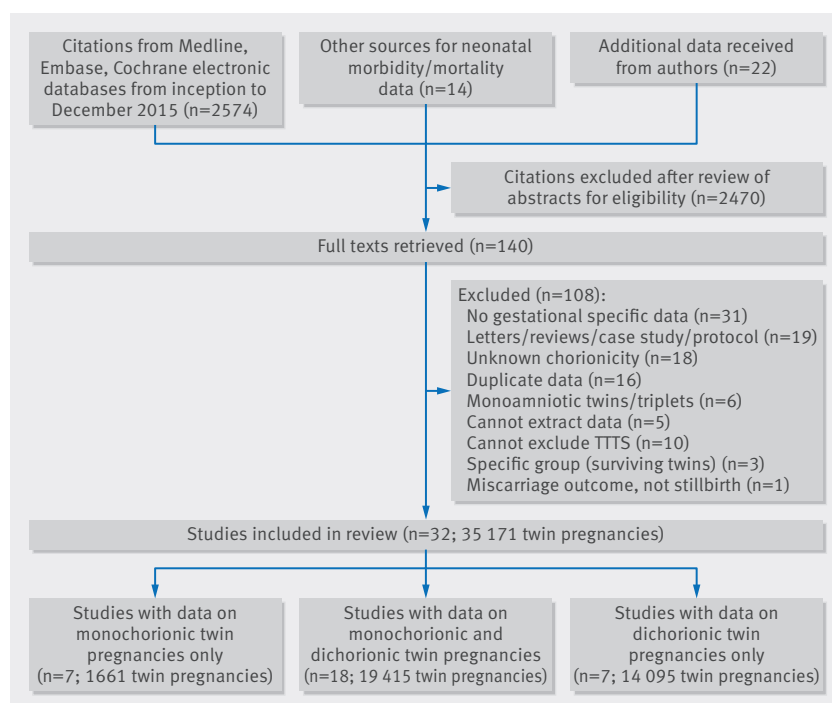 Citations from Medline,
Embase, Cochrane electronic
databases from inception to
December 2015 (n=2574)
Other sources for neonatal
morbidity/mortality
data (n=14)
Additional data received
from authors (n=22)
Citations excluded after review of
abstracts for eligibility (n=2470)
Full texts retrieved (n=140)
Excluded (n=108):
No gestational specific data (n=31)
Letters/reviews/case study/protocol (n=19)
Unknown chorionicity (n=18)
Duplicate data (n=16)
Monoamniotic twins/triplets (n=6)
Cannot extract data (n=5)
Cannot exclude TTTS (n=10)
Specific group (surviving twins) (n=3)
Miscarriage outcome, not stillbirth (n=1)
Studies included in review (n=32; 35 171 twin pregnancies)
Studies with data on
monochorionic twin
pregnancies only
(n=7; 1661 twin pregnancies)
Studies with data on
monochorionic and
dichorionic twin pregnancies
(n=18; 19 415 twin pregnancies)
Studies with data on
dichorionic twin
pregnancies only
(n=7; 14 095 twin pregnancies)